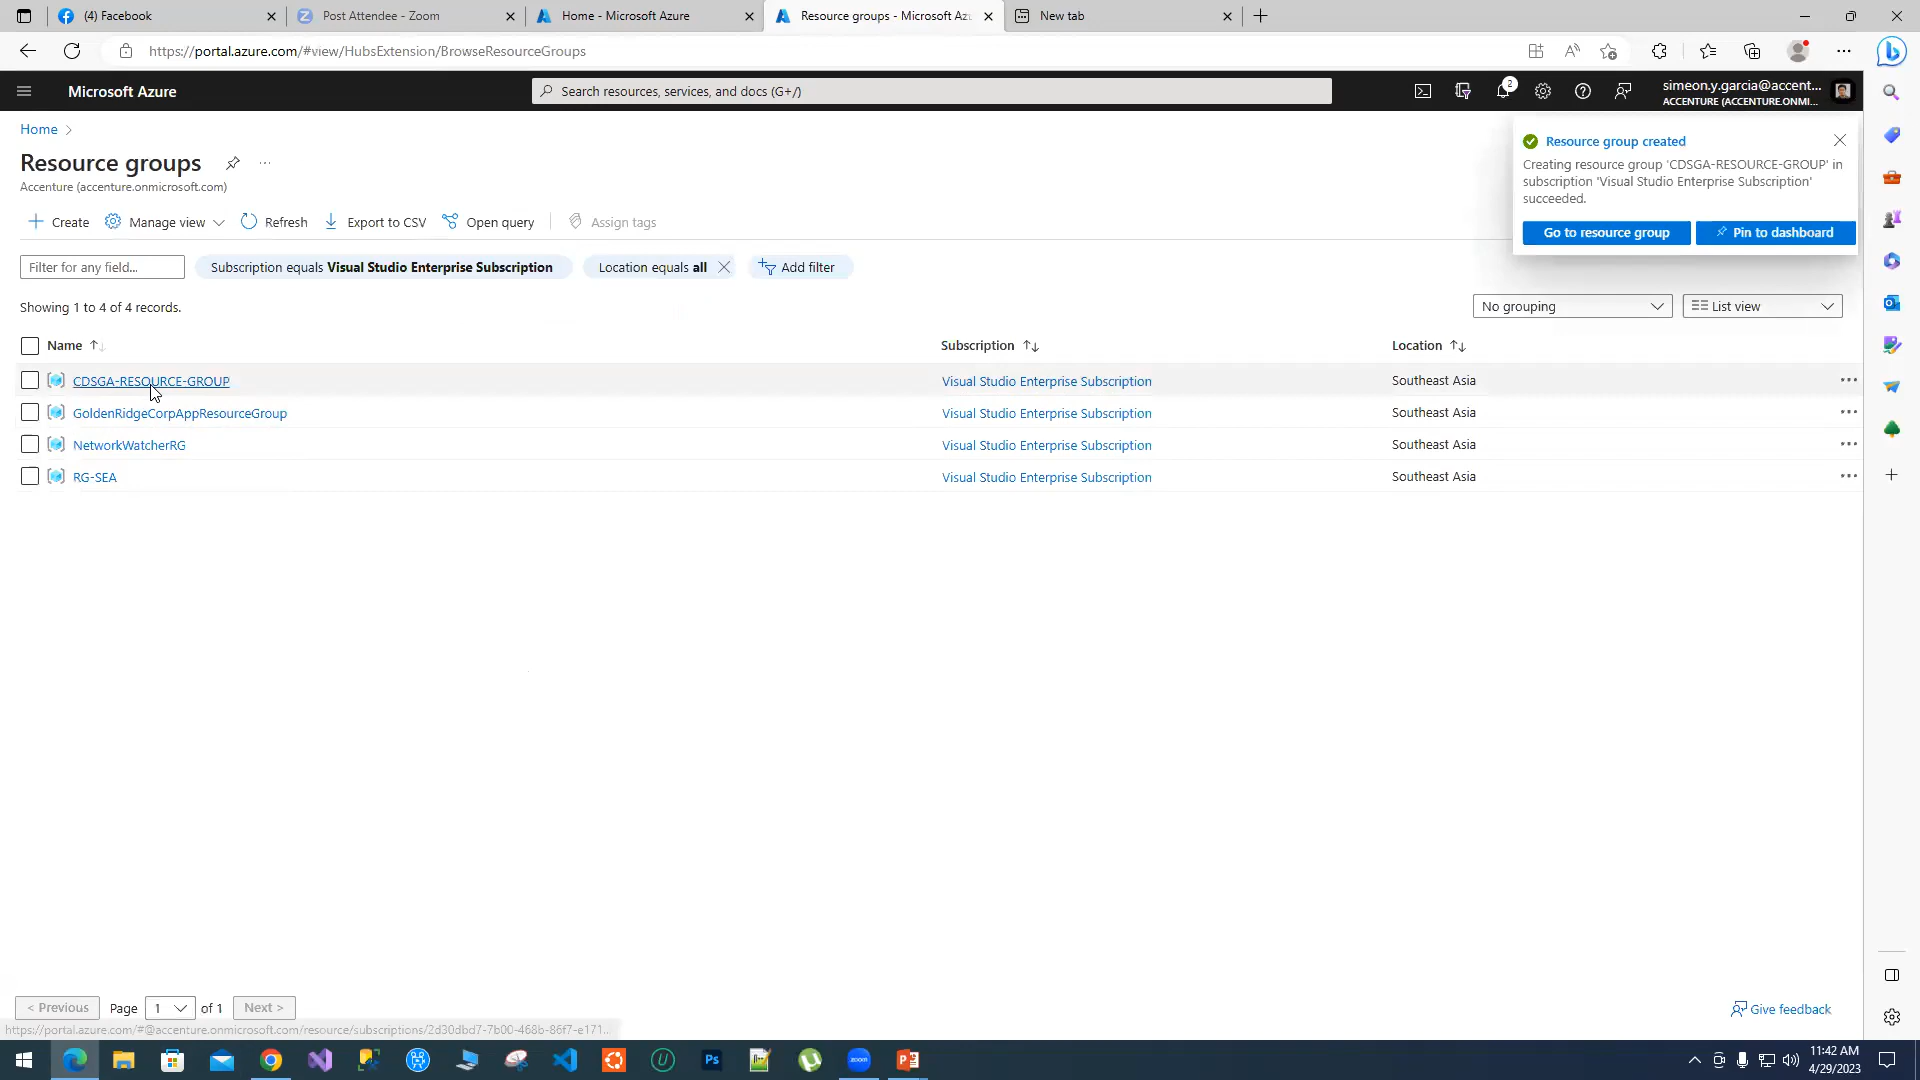 (4) Facebook
Post Attendee - Zoom
Home - Microsoft Azure
Resource groups - Microsoft Az
New tab
https://portal.azure.com/#view/HubsExtension/BrowseResourceGroups
Microsoft Azure
Search resources, services, and docs (G+/)
2
simeon.y.garcia@accent...
ACCENTURE (ACCENTURE.ONMI...
Home
Resource groups
Accenture (accenture.onmicrosoft.com)
Resource group created
Creating resource group 'CDSGA-RESOURCE-GROUP' in
subscription 'Visual Studio Enterprise Subscription'
succeeded.
Go to resource group
Pin to dashboard
Create
Manage view
Refresh
Export to CSV
Open query
Assign tags
Filter for any field...
Subscription equals Visual Studio Enterprise Subscription
Location equals all
Add filter
Showing 1 to 4 of 4 records.
No grouping
List view
Name
Subscription
Location
CDSGA-RESOURCE-GROUP
Visual Studio Enterprise Subscription
Southeast Asia
GoldenRidgeCorpAppResourceGroup
Visual Studio Enterprise Subscription
Southeast Asia
NetworkWatcherRG
Visual Studio Enterprise Subscription
Southeast Asia
RG-SEA
Visual Studio Enterprise Subscription
Southeast Asia
< Previous
Page
1
of 1
Next >
Give feedback
https://portal.azure.com/#@accenture.onmicrosoft.com/resource/subscriptions/2d30dbd7-7b00-468b-86f7-e171...
Ps
zoom
11:42 AM
4/29/2023